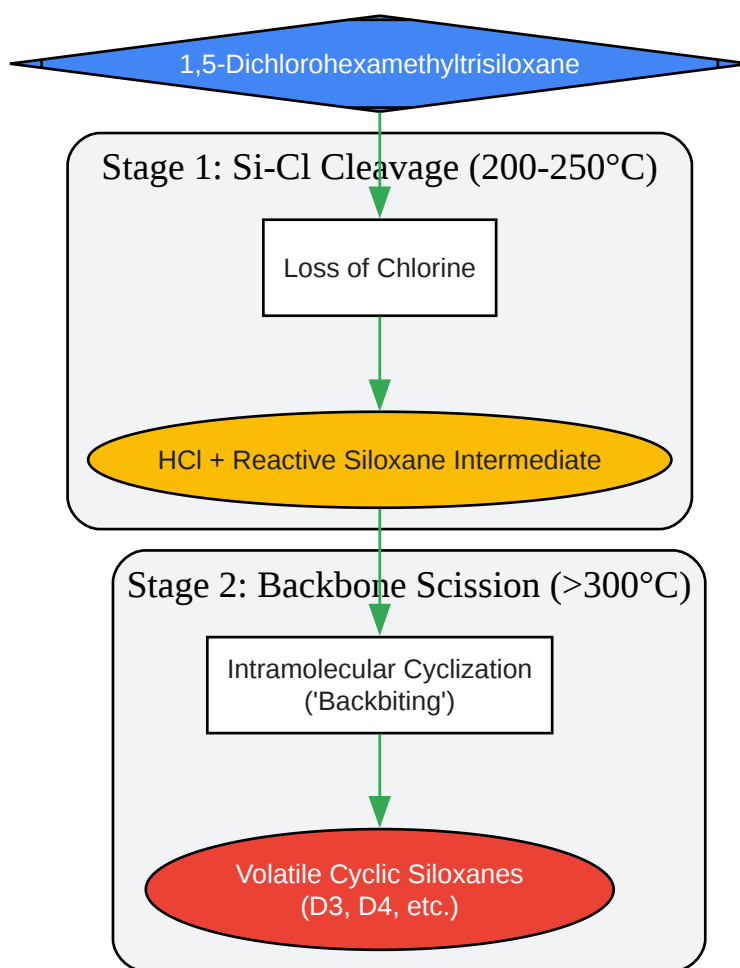 1,5-Dichlorohexamethyltrisiloxane
Stage 1: Si-Cl Cleavage (200-250°C)
Loss of Chlorine
HCl + Reactive Siloxane Intermediate
Stage 2: Backbone Scission (>300°C)
Intramolecular Cyclization
('Backbiting')
Volatile Cyclic Siloxanes
(D3, D4, etc.)